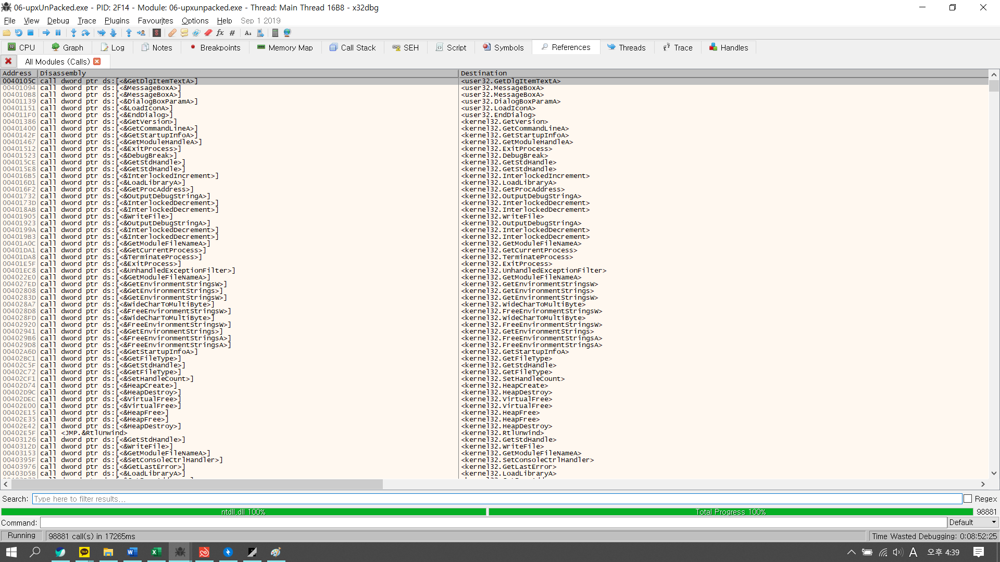 06-upxUnPacked.exe - PID: 2F14 - Module: 06-upxunpacked.exe - Thread: Main Thread 16B8 - x32dbg
File View Debug Trace Plugins Favourites Options Help Sep 1 2019
CPU Graph Log Notes Breakpoints Memory Map Call Stack SEH Script Symbols References Threads Trace Handles
All Modules (Calls)
Address Disassembly Destination
0040105C call dword ptr ds:[<&GetDlgItemTextA>] <user32.GetDlgItemTextA>
00401094 call dword ptr ds:[<&MessageBoxA>] <user32.MessageBoxA>
004010B8 call dword ptr ds:[<&MessageBoxA>] <user32.MessageBoxA>
00401139 call dword ptr ds:[<&DialogBoxParamA>] <user32.DialogBoxParamA>
00401151 call dword ptr ds:[<&LoadIconA>] <user32.LoadIconA>
004011F0 call dword ptr ds:[<&EndDialog>] <user32.EndDialog>
00401386 call dword ptr ds:[<&GetVersion>] <kernel32.GetVersion>
00401400 call dword ptr ds:[<&GetCommandLineA>] <kernel32.GetCommandLineA>
0040142F call dword ptr ds:[<&GetStartupInfoA>] <kernel32.GetStartupInfoA>
00401467 call dword ptr ds:[<&GetModuleHandleA>] <kernel32.GetModuleHandleA>
00401512 call dword ptr ds:[<&ExitProcess>] <kernel32.ExitProcess>
00401523 call dword ptr ds:[<&DebugBreak>] <kernel32.DebugBreak>
004015CE call dword ptr ds:[<&GetStdHandle>] <kernel32.GetStdHandle>
004015E8 call dword ptr ds:[<&GetStdHandle>] <kernel32.GetStdHandle>
004016B5 call dword ptr ds:[<&InterlockedIncrement>] <kernel32.InterlockedIncrement>
004016D1 call dword ptr ds:[<&LoadLibraryA>] <kernel32.LoadLibraryA>
004016F2 call dword ptr ds:[<&GetProcAddress>] <kernel32.GetProcAddress>
00401732 call dword ptr ds:[<&OutputDebugStringA>] <kernel32.OutputDebugStringA>
0040173D call dword ptr ds:[<&InterlockedDecrement>] <kernel32.InterlockedDecrement>
004018AB call dword ptr ds:[<&InterlockedDecrement>] <kernel32.InterlockedDecrement>
00401905 call dword ptr ds:[<&WriteFile>] <kernel32.WriteFile>
00401923 call dword ptr ds:[<&OutputDebugStringA>] <kernel32.OutputDebugStringA>
0040199A call dword ptr ds:[<&InterlockedDecrement>] <kernel32.InterlockedDecrement>
004019B3 call dword ptr ds:[<&InterlockedDecrement>] <kernel32.InterlockedDecrement>
00401A0C call dword ptr ds:[<&GetModuleFileNameA>] <kernel32.GetModuleFileNameA>
00401DA1 call dword ptr ds:[<&GetCurrentProcess>] <kernel32.GetCurrentProcess>
00401DA8 call dword ptr ds:[<&TerminateProcess>] <kernel32.TerminateProcess>
00401E5F call dword ptr ds:[<&ExitProcess>] <kernel32.ExitProcess>
00401EC8 call dword ptr ds:[<&UnhandledExceptionFilter>] <kernel32.UnhandledExceptionFilter>
004022E0 call dword ptr ds:[<&GetModuleFileNameA>] <kernel32.GetModuleFileNameA>
004027ED call dword ptr ds:[<&GetEnvironmentStringsW>] <kernel32.GetEnvironmentStringsW>
00402808 call dword ptr ds:[<&GetEnvironmentStrings>] <kernel32.GetEnvironmentStrings>
0040283D call dword ptr ds:[<&GetEnvironmentStringsW>] <kernel32.GetEnvironmentStringsW>
004028A7 call dword ptr ds:[<&WideCharToMultiByte>] <kernel32.WideCharToMultiByte>
004028D8 call dword ptr ds:[<&FreeEnvironmentStringsW>] <kernel32.FreeEnvironmentStringsW>
004028FD call dword ptr ds:[<&WideCharToMultiByte>] <kernel32.WideCharToMultiByte>
00402920 call dword ptr ds:[<&FreeEnvironmentStringsW>] <kernel32.FreeEnvironmentStringsW>
00402941 call dword ptr ds:[<&GetEnvironmentStrings>] <kernel32.GetEnvironmentStrings>
004029B6 call dword ptr ds:[<&FreeEnvironmentStringsA>] <kernel32.FreeEnvironmentStringsA>
004029D8 call dword ptr ds:[<&FreeEnvironmentStringsA>] <kernel32.FreeEnvironmentStringsA>
00402A6D call dword ptr ds:[<&GetStartupInfoA>] <kernel32.GetStartupInfoA>
00402BC1 call dword ptr ds:[<&GetFileType>] <kernel32.GetFileType>
00402C5F call dword ptr ds:[<&GetStdHandle>] <kernel32.GetStdHandle>
00402C72 call dword ptr ds:[<&GetFileType>] <kernel32.GetFileType>
00402CF1 call dword ptr ds:[<&SetHandleCount>] <kernel32.SetHandleCount>
00402D74 call dword ptr ds:[<&HeapCreate>] <kernel32.HeapCreate>
00402D9C call dword ptr ds:[<&HeapDestroy>] <kernel32.HeapDestroy>
00402DEC call dword ptr ds:[<&VirtualFree>] <kernel32.VirtualFree>
00402E00 call dword ptr ds:[<&VirtualFree>] <kernel32.VirtualFree>
00402E15 call dword ptr ds:[<&HeapFree>] <kernel32.HeapFree>
00402E35 call dword ptr ds:[<&HeapFree>] <kernel32.HeapFree>
00402E42 call dword ptr ds:[<&HeapDestroy>] <kernel32.HeapDestroy>
00402E5F call <JMP.&RtlUnwind> <kernel32.RtlUnwind>
00403126 call dword ptr ds:[<&GetStdHandle>] <kernel32.GetStdHandle>
0040312D call dword ptr ds:[<&WriteFile>] <kernel32.WriteFile>
00403153 call dword ptr ds:[<&GetModuleFileNameA>] <kernel32.GetModuleFileNameA>
0040395F call dword ptr ds:[<&SetConsoleCtrlHandler>] <kernel32.SetConsoleCtrlHandler>
00403976 call dword ptr ds:[<&GetLastError>] <kernel32.GetLastError>
00403D5B call dword ptr ds:[<&LoadLibraryA>] <kernel32.LoadLibraryA>
Search: Type here to filter results... Regex
ntdll.dll 100% Total Progress 100% 98881
Command: Default
Running 98881 call(s) in 17265ms Time Wasted Debugging: 0:08:52:25
A 오후 4:39